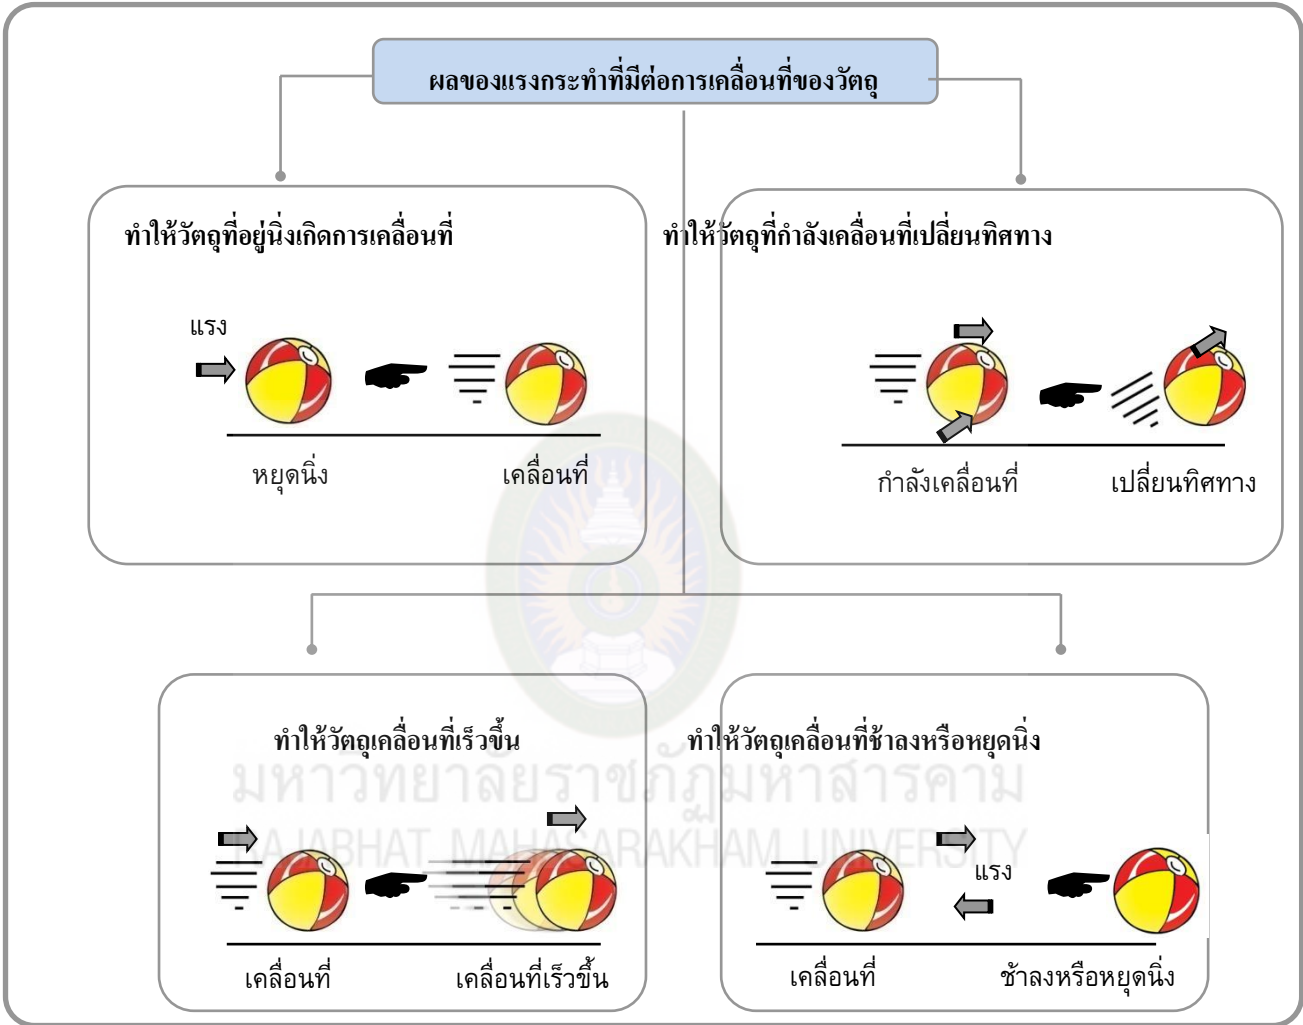 ผลของแรงกระทำที่มีต่อการเคลื่อนที่ของวัตถุ
ทำให้วัตถุที่อยู่นิ่งเกิดการเคลื่อนที่
แรง
หยุดนิ่ง
เคลื่อนที่
ทำให้วัตถุที่กำลังเคลื่อนที่เปลี่ยนทิศทาง
กำลังเคลื่อนที่
เปลี่ยนทิศทาง
ทำให้วัตถุเคลื่อนที่เร็วขึ้น
เคลื่อนที่
เคลื่อนที่เร็วขึ้น
ทำให้วัตถุเคลื่อนที่ช้าลงหรือหยุดนิ่ง
แรง
เคลื่อนที่
ช้าลงหรือหยุดนิ่ง
มหาวิทยาลัยราชภัฏมหาสารคาม
RAJABHAT MAHASARAKHAM UNIVERSITY